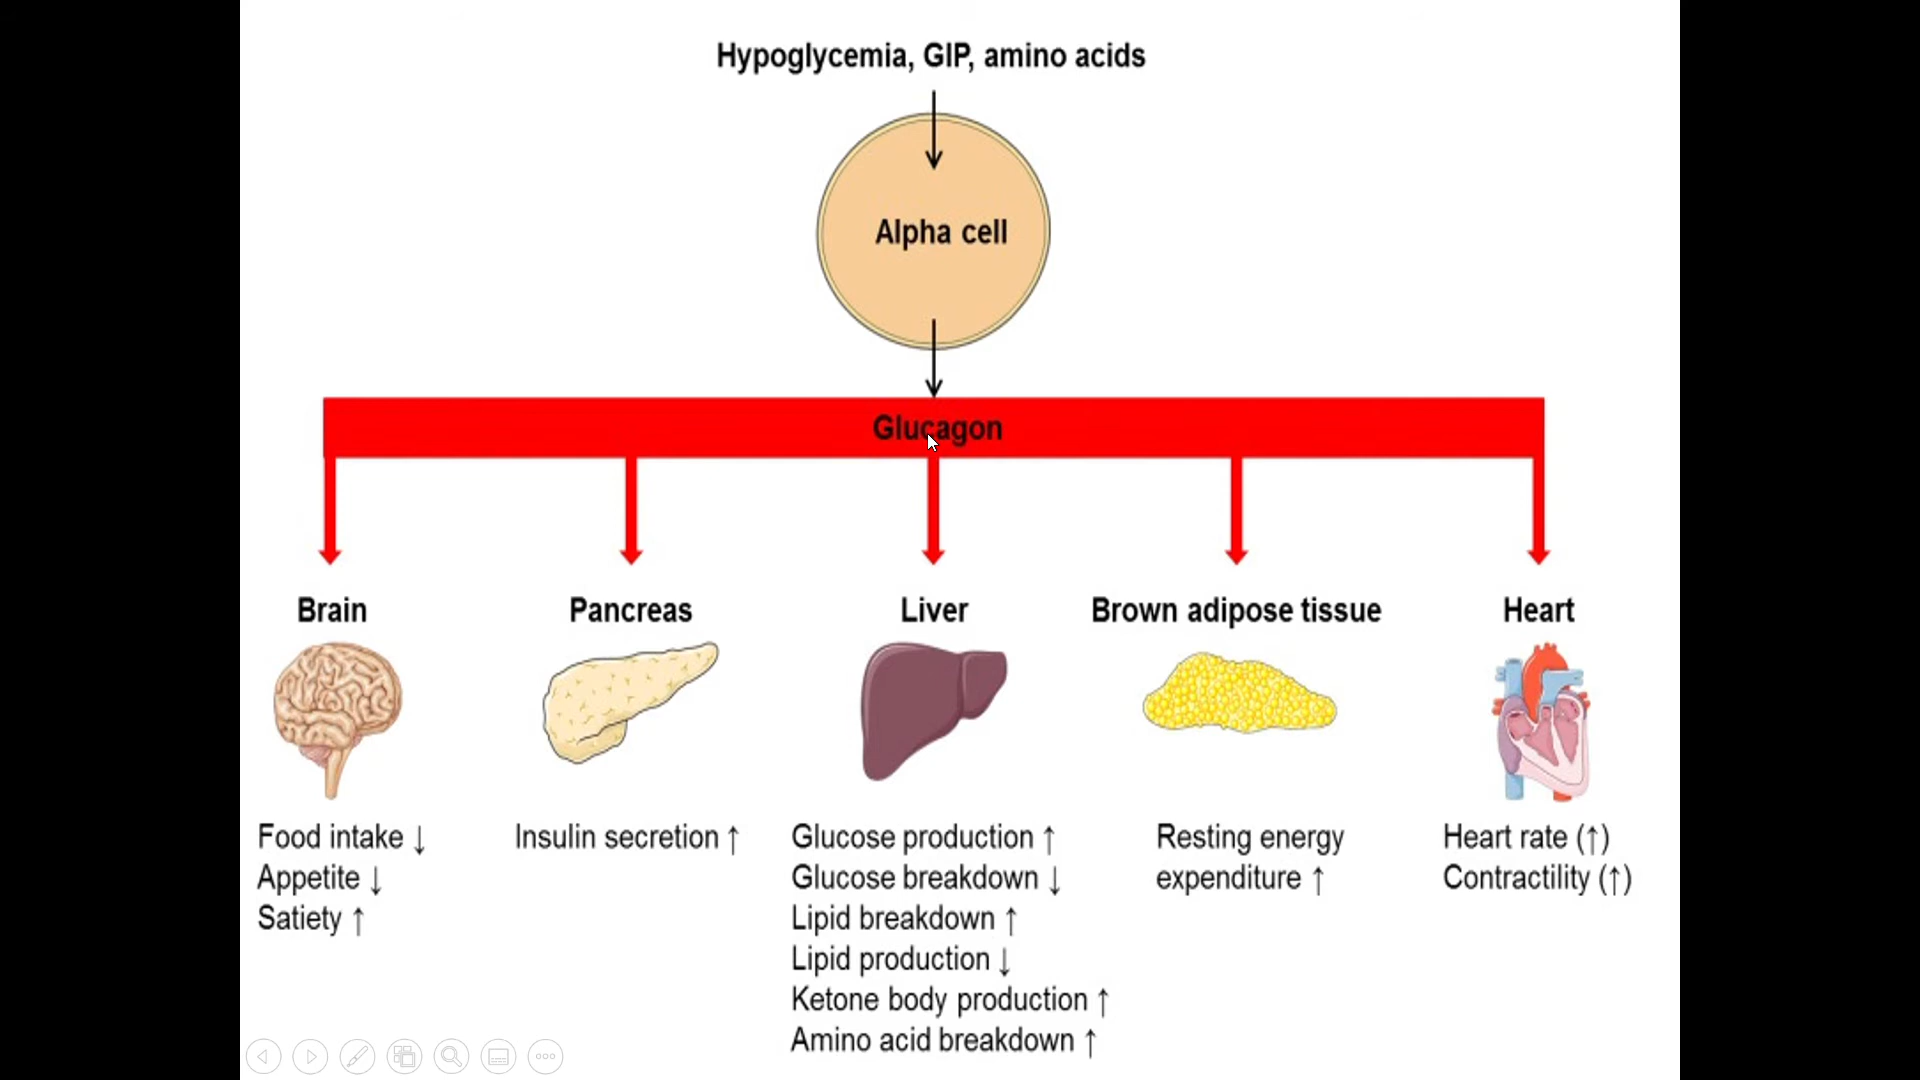 Hypoglycemia, GIP, amino acids
Alpha cell
Glucagon
Brain
Pancreas
Liver
Brown adipose tissue
Heart
Food intake ↓
Appetite ↓
Satiety ↑
Insulin secretion ↑
Glucose production ↑
Glucose breakdown ↓
Lipid breakdown ↑
Lipid production ↓
Ketone body production ↑
Amino acid breakdown ↑
Resting energy
expenditure ↑
Heart rate (↑)
Contractility (↑)